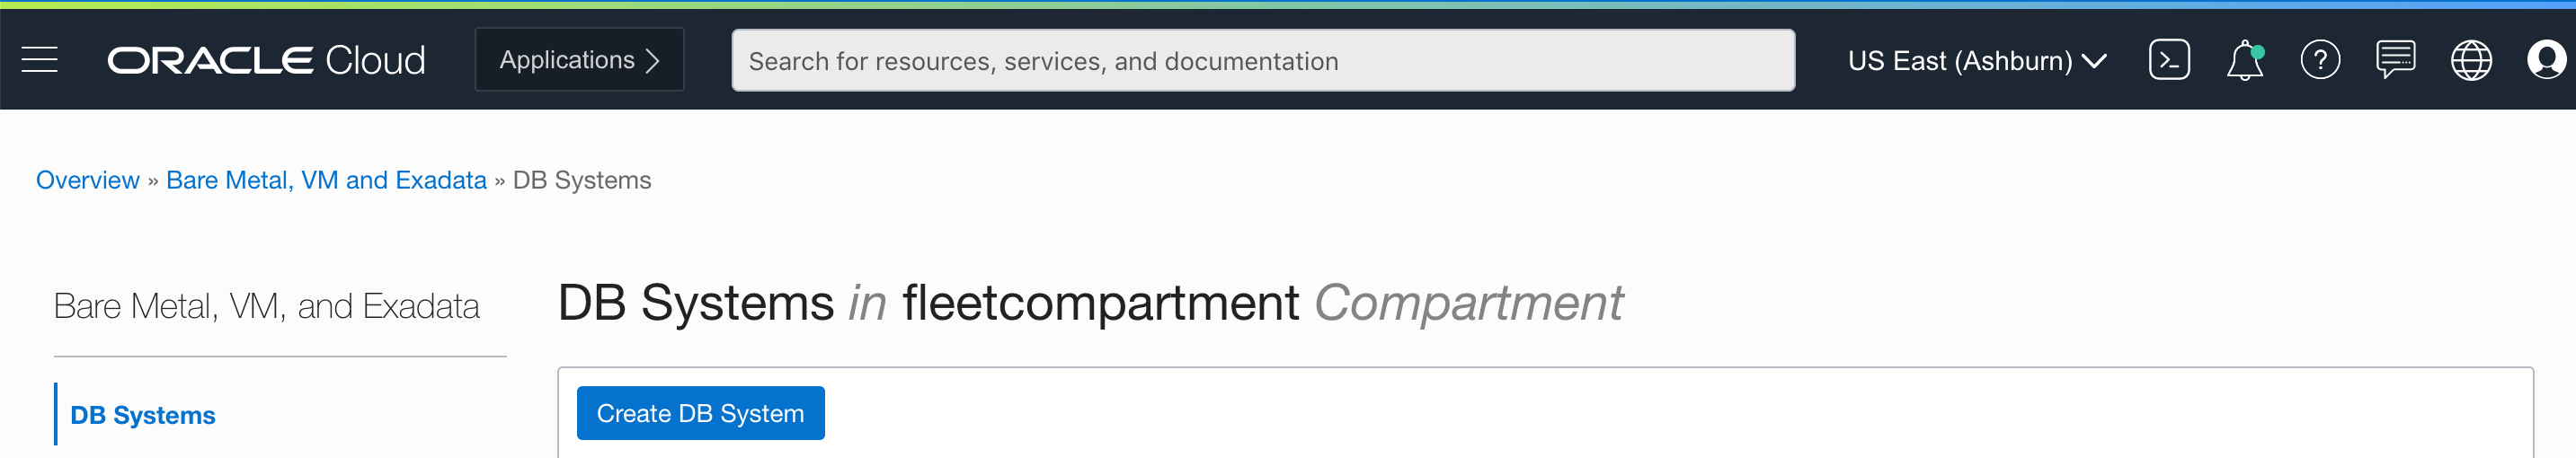 ORACLE Cloud Applications Search for resources, services, and documentation US East (Ashburn)
Overview » Bare Metal, VM and Exadata » DB Systems
Bare Metal, VM, and Exadata
DB Systems
DB Systems in fleetcompartment Compartment
Create DB System